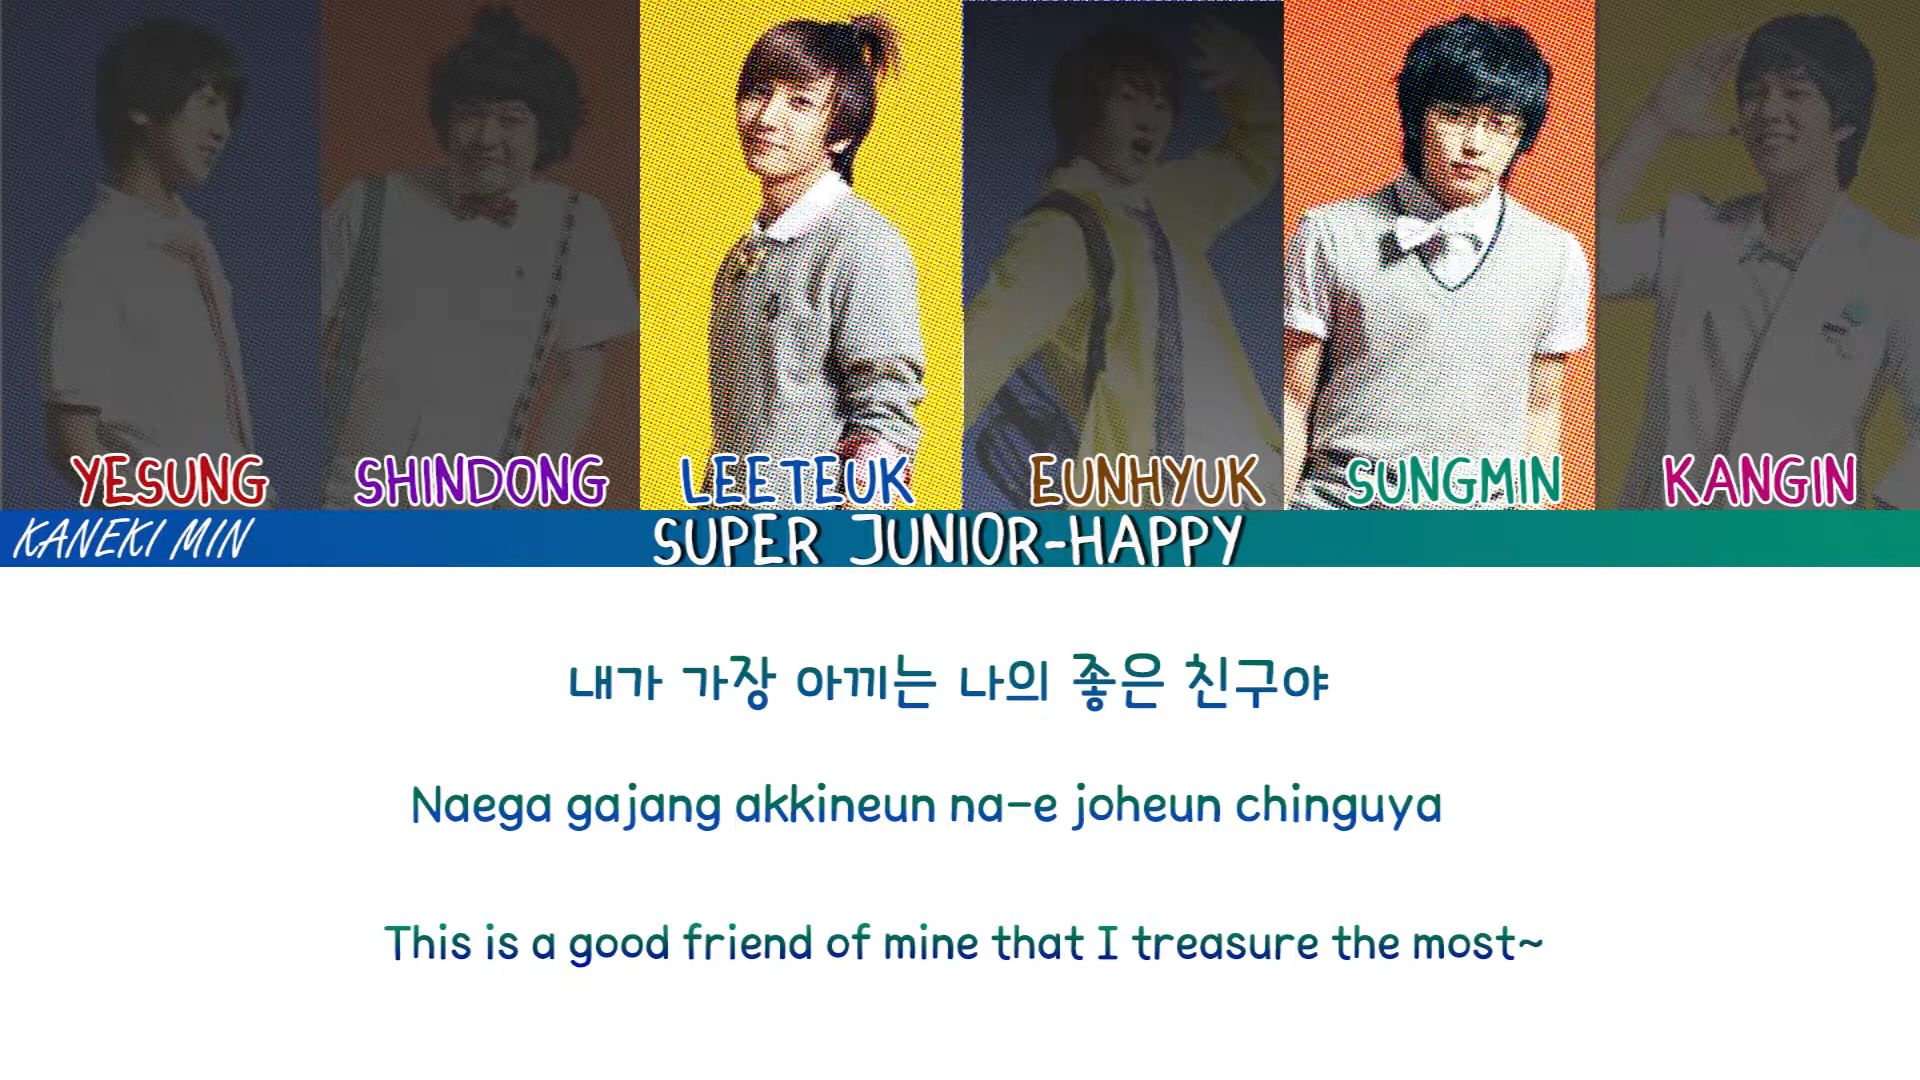 YESUNG SHINDONG LEETEUK EUNHYUK SUNGMIN KANGIN
KANEKI MIN SUPER JUNIOR-HAPPY
내가 가장 아끼는 나의 좋은 친구야
Naega gajang akkineun na-e joheun chinguya
This is a good friend of mine that I treasure the most~